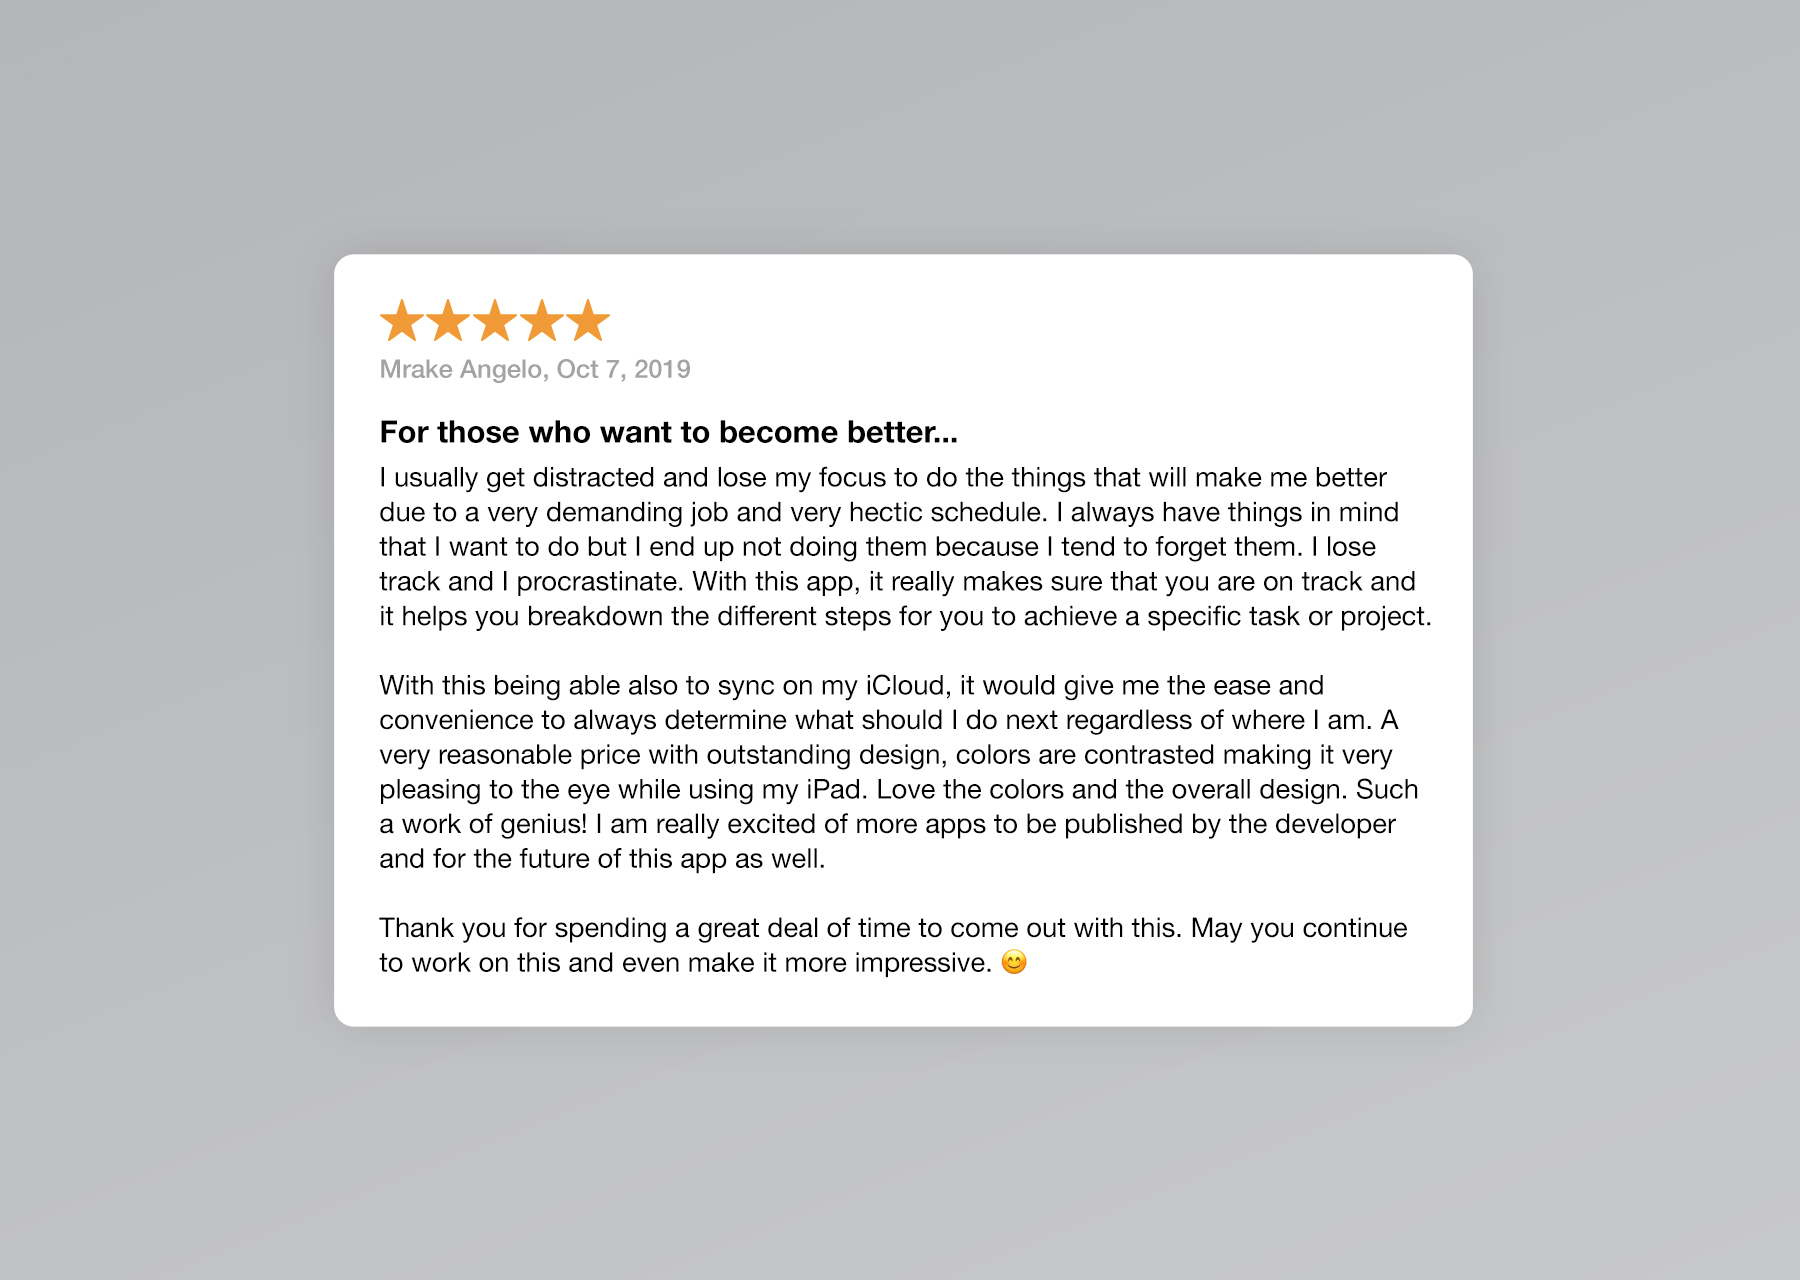 Mrake Angelo, Oct 7, 2019
For those who want to become better...
I usually get distracted and lose my focus to do the things that will make me better
due to a very demanding job and very hectic schedule. I always have things in mind
that I want to do but I end up not doing them because I tend to forget them. I lose
track and I procrastinate. With this app, it really makes sure that you are on track and
it helps you breakdown the different steps for you to achieve a specific task or project.
With this being able also to sync on my iCloud, it would give me the ease and
convenience to always determine what should I do next regardless of where I am. A
very reasonable price with outstanding design, colors are contrasted making it very
pleasing to the eye while using my iPad. Love the colors and the overall design. Such
a work of genius! I am really excited of more apps to be published by the developer
and for the future of this app as well.
Thank you for spending a great deal of time to come out with this. May you continue
to work on this and even make it more impressive. 😊